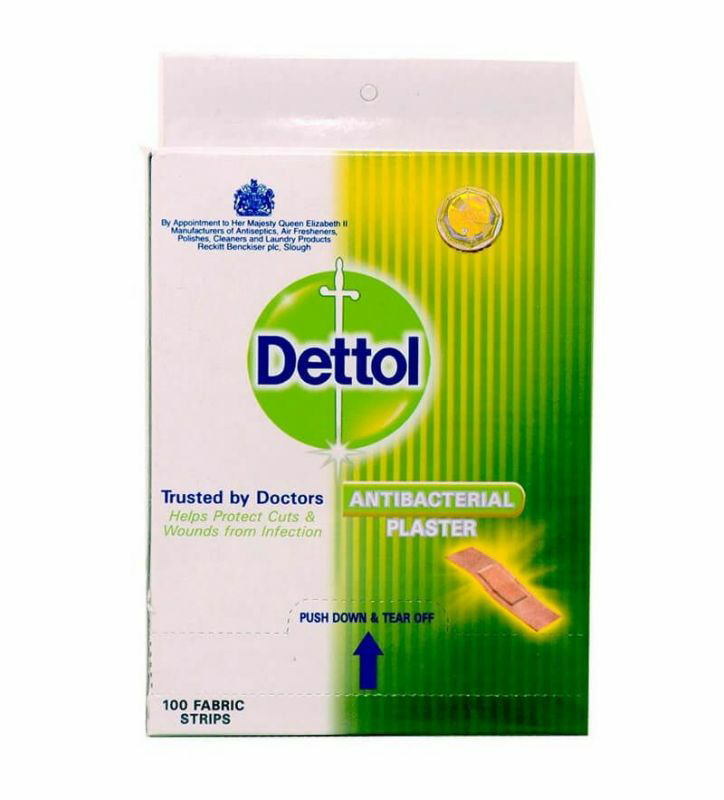 By Appointment to Her Majesty Queen Elizabeth II
Manufacturers of Antiseptics, Air Fresheners,
Polishes, Cleaners and Laundry Products
Reckitt Benckiser plc, Slough
Dettol
Trusted by Doctors
Helps Protect Cuts &
Wounds from Infection
ANTIBACTERIAL
PLASTER
PUSH DOWN & TEAR OFF
100 FABRIC
STRIPS